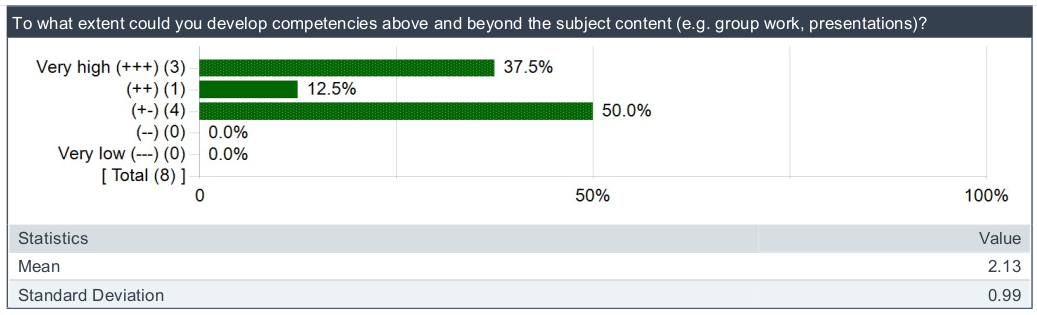 To what extent could you develop competencies above and beyond the subject content (e.g. group work, presentations)?
Very high (+++) (3) 37.5%
(++) (1) 12.5%
(+-) (4) 50.0%
(--) (0) 0.0%
Very low (---) (0) 0.0%
[ Total (8) ]
0 50% 100%
Statistics Value
Mean 2.13
Standard Deviation 0.99